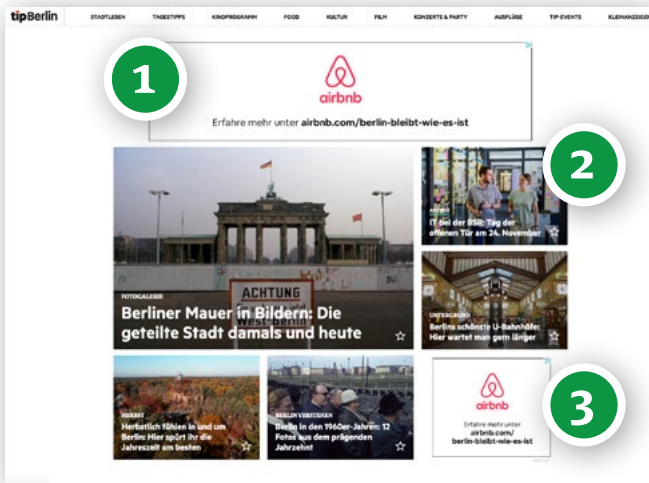 tipBerlin
STADTLEBEN TAGESTIPPS KINOPROGRAMM FOOD KULTUR FILM KONZERTE & PARTY AUSFLÜGE TIP-EVENTS KLEINANZEIGEN
1
airbnb
Erfahre mehr unter airbnb.com/berlin-bleibt-wie-es-ist
ACHTUNG
West-Berlin
FOTOGALERIE
Berliner Mauer in Bildern: Die
geteilte Stadt damals und heute
2
IT bei der BSR: Tag der
offenen Tür am 24. November
UNTERGRUND
Berlins schönste U-Bahnhöfe:
Hier wartet man gern länger
HERBST
Herbstlich fühlen in und um
Berlin: Hier spürt ihr die
Jahreszeit am besten
BERLIN VERSTEHEN
Berlin in den 1960er-Jahren: 12
Fotos aus dem prägenden
Jahrzehnt
3
airbnb
Erfahre mehr unter
airbnb.com/
berlin-bleibt-wie-es-ist